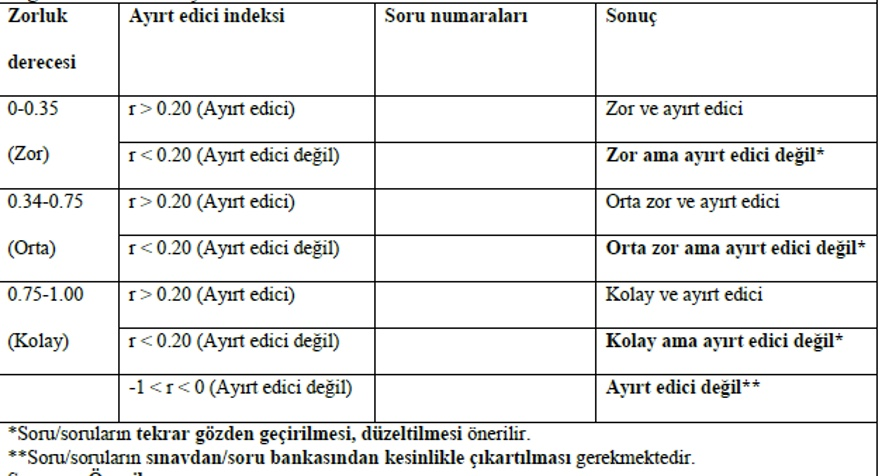 Zorluk derecesi | Ayırt edici indeksi | Soru numaraları | Sonuç
0-0.35 (Zor) | r > 0.20 (Ayırt edici) | | Zor ve ayırt edici
r < 0.20 (Ayırt edici değil) | | Zor ama ayırt edici değil*
0.34-0.75 (Orta) | r > 0.20 (Ayırt edici) | | Orta zor ve ayırt edici
r < 0.20 (Ayırt edici değil) | | Orta zor ama ayırt edici değil*
0.75-1.00 (Kolay) | r > 0.20 (Ayırt edici) | | Kolay ve ayırt edici
r < 0.20 (Ayırt edici değil) | | Kolay ama ayırt edici değil*
-1 < r < 0 (Ayırt edici değil) | | Ayırt edici değil**
*Soru/soruların tekrar gözden geçirilmesi, düzeltilmesi önerilir.
**Soru/soruların sınavdan/soru bankasından kesinlikle çıkartılması gerekmektedir.